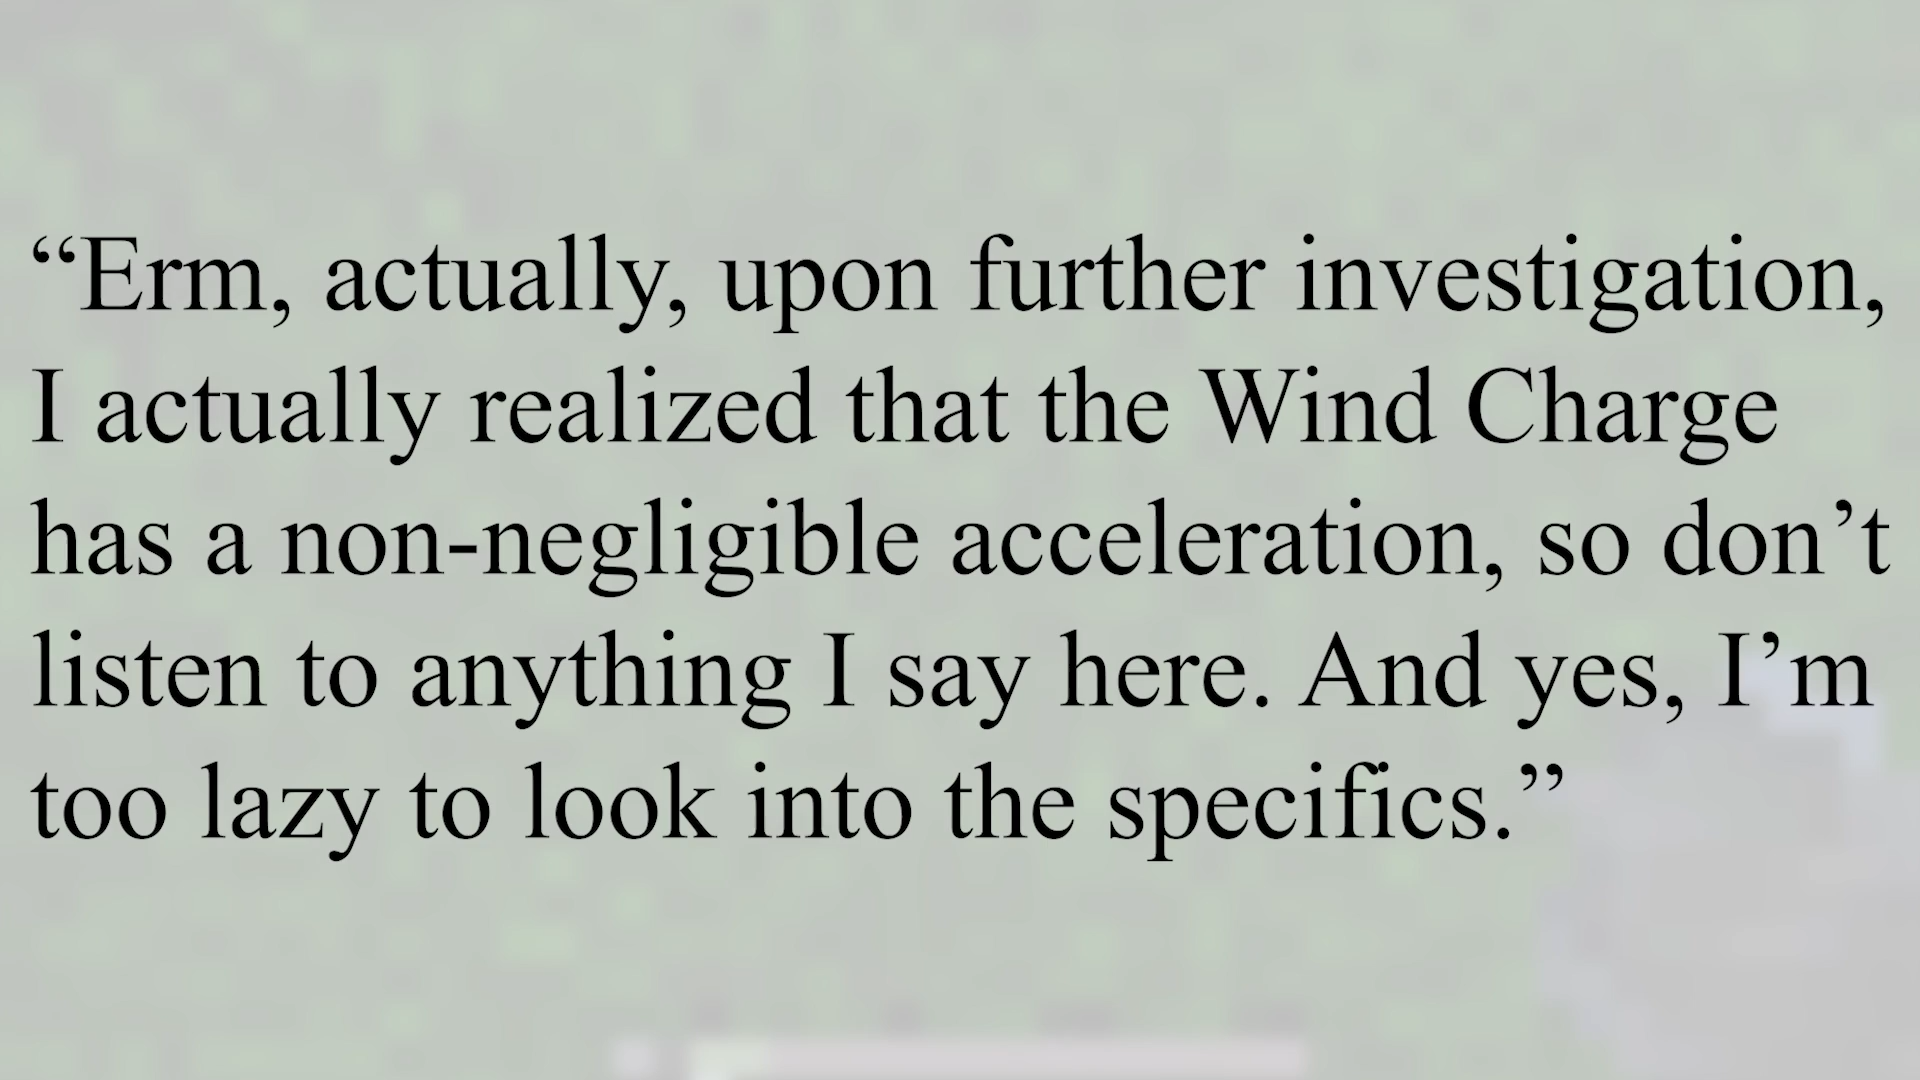 “Erm, actually, upon further investigation,
I actually realized that the Wind Charge
has a non-negligible acceleration, so don’t
listen to anything I say here. And yes, I’m
too lazy to look into the specifics.”